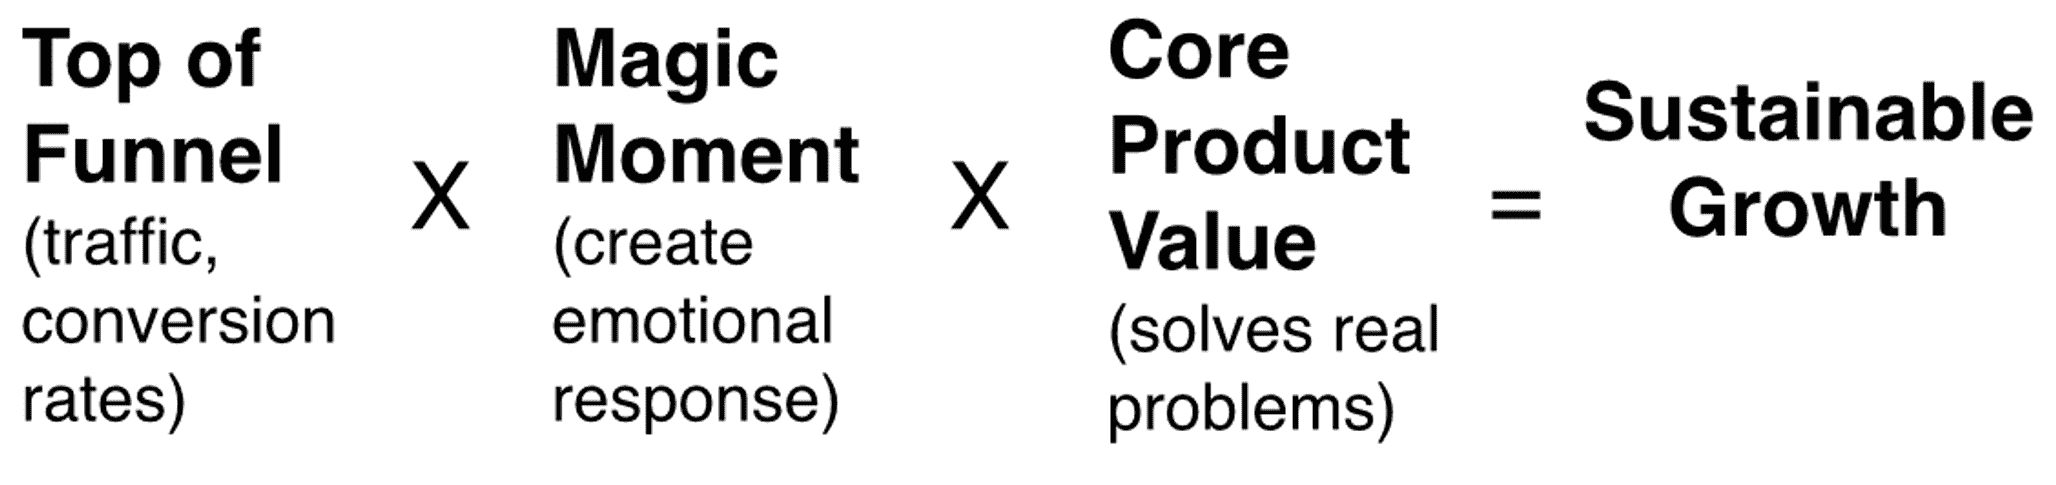 Top of
Funnel
(traffic,
conversion
rates)
X
Magic
Moment
(create
emotional
response)
X
Core
Product
Value
(solves real
problems)
=
Sustainable
Growth